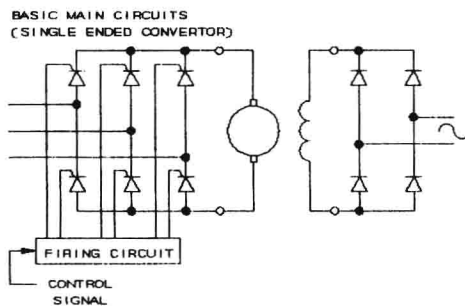 BASIC MAIN CIRCUITS
(SINGLE ENDED CONVERTOR)
FIRING CIRCUIT
CONTROL
SIGNAL